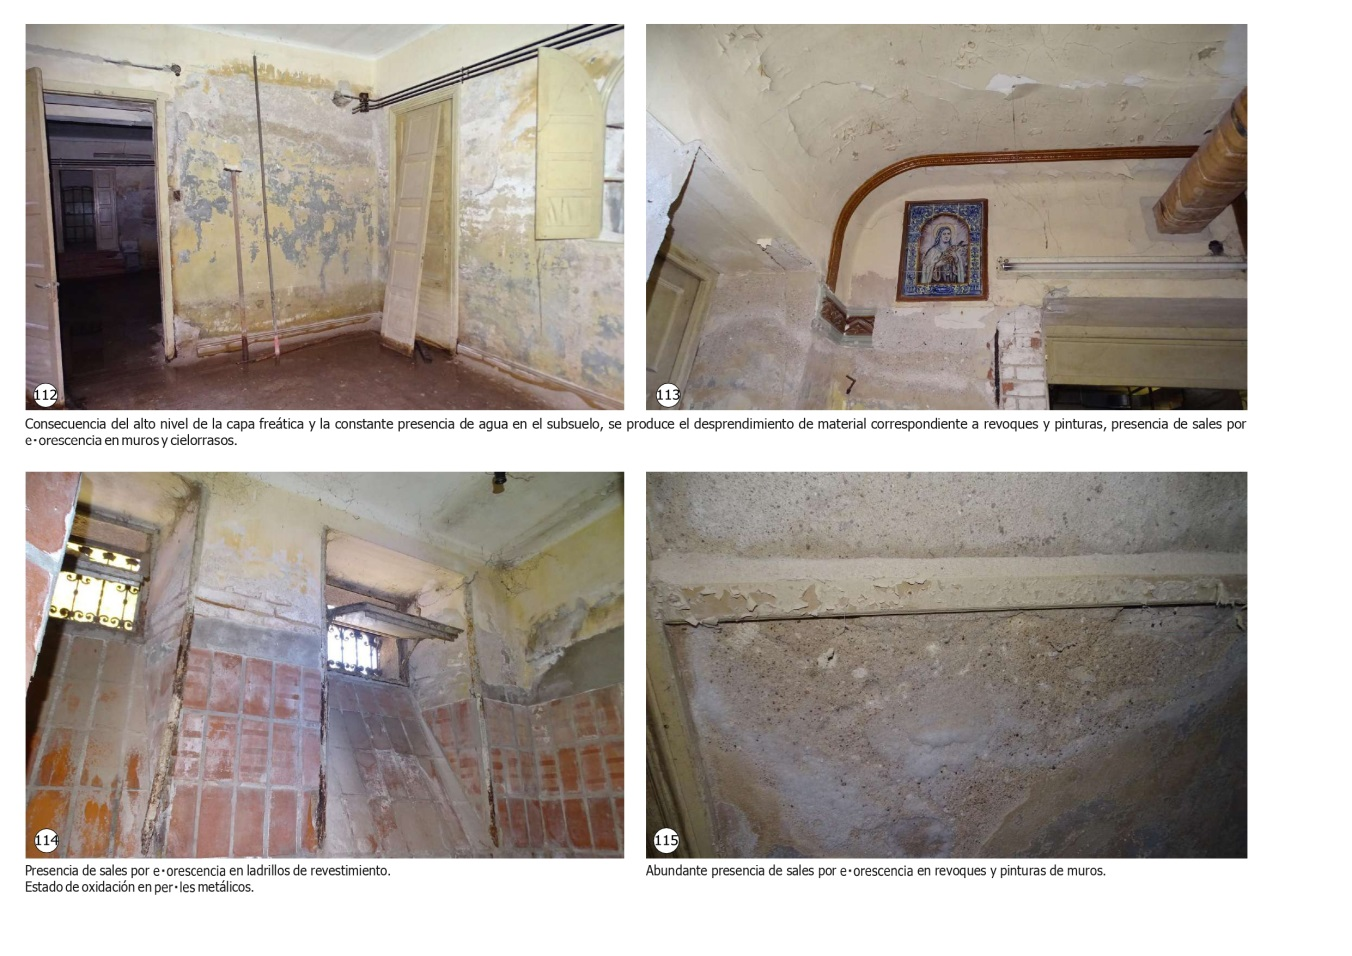 112
113
Consecuencia del alto nivel de la capa freática y la constante presencia de agua en el subsuelo, se produce el desprendimiento de material correspondiente a revoques y pinturas, presencia de sales por
e•orescencia en muros y cielorrasos.
114
115
Presencia de sales por e•orescencia en ladrillos de revestimiento.
Estado de oxidación en per•les metálicos.
Abundante presencia de sales por e•orescencia en revoques y pinturas de muros.